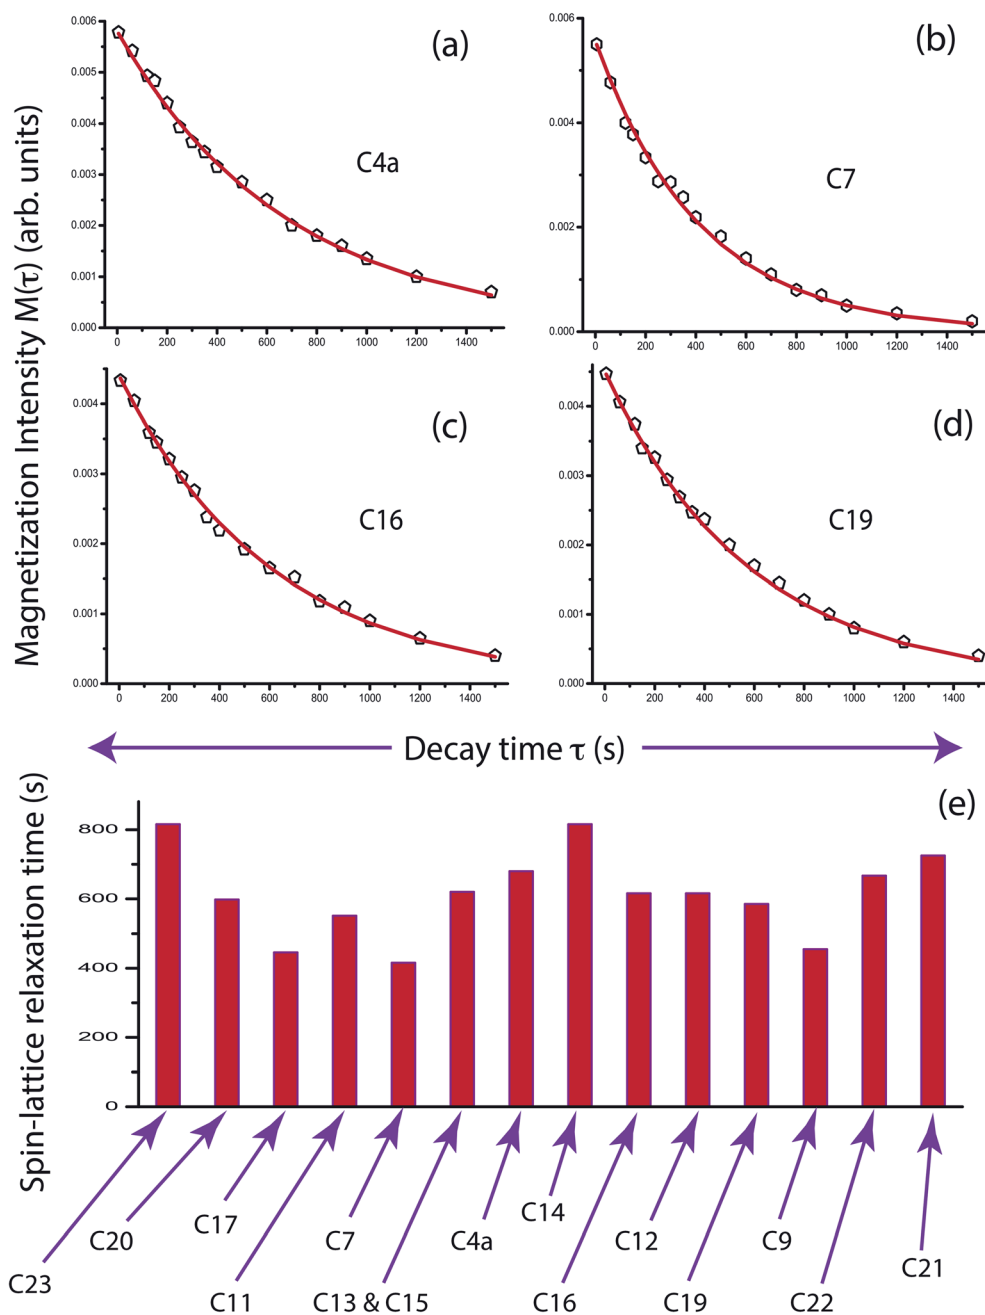 Magnetization Intensity M(τ) (arb. units)
(a)
C4a
0.006
0.005
0.004
0.003
0.002
0.001
0.000
0 200 400 600 800 1000 1200 1400
(b)
C7
0.006
0.004
0.002
0.000
0 200 400 600 800 1000 1200 1400
(c)
C16
0.004
0.003
0.002
0.001
0.000
0 200 400 600 800 1000 1200 1400
(d)
C19
0.004
0.003
0.002
0.001
0.000
0 200 400 600 800 1000 1200 1400
Decay time τ (s)
Spin-lattice relaxation time (s)
(e)
800
600
400
200
0
C23
C20
C17
C11
C7
C13 & C15
C4a
C14
C16
C12
C19
C9
C22
C21